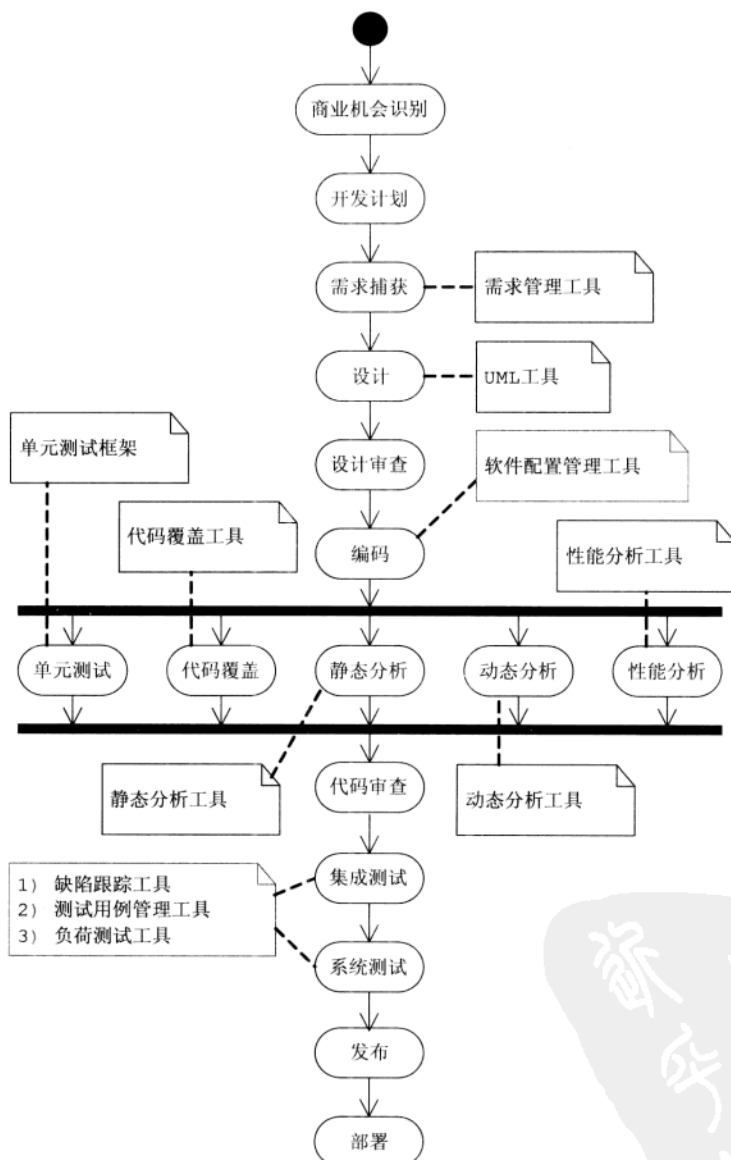 商业机会识别
开发计划
需求捕获
需求管理工具
设计
UML工具
单元测试框架
设计审查
软件配置管理工具
代码覆盖工具
编码
性能分析工具
单元测试
代码覆盖
静态分析
动态分析
性能分析
静态分析工具
代码审查
动态分析工具
1) 缺陷跟踪工具
2) 测试用例管理工具
3) 负荷测试工具
集成测试
系统测试
发布
部署